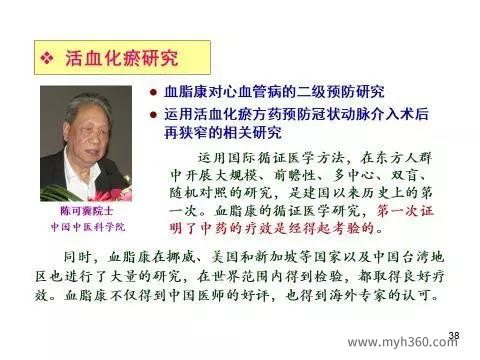 ❖ 活血化瘀研究
● 血脂康对心血管病的二级预防研究
● 运用活血化瘀方药预防冠状动脉介入术后
再狭窄的相关研究
运用国际循证医学方法，在东方人群
中开展大规模、前瞻性、多中心、双盲、
随机对照的研究，是建国以来历史上的第
一次。血脂康的循证医学研究，第一次证
明了中药的疗效是经得起考验的。
陈可冀院士
中国中医科学院
同时，血脂康在挪威、美国和新加坡等国家以及中国台湾地
区也进行了大量的研究，在世界范围内得到检验，都取得良好疗
效。血脂康不仅得到中国医师的好评，也得到海外专家的认可。
38
www.myh360.com